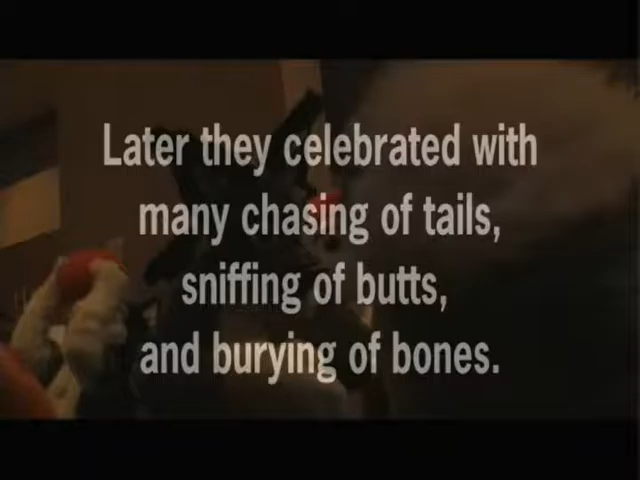 Later they celebrated with
many chasing of tails,
sniffing of butts,
and burying of bones.